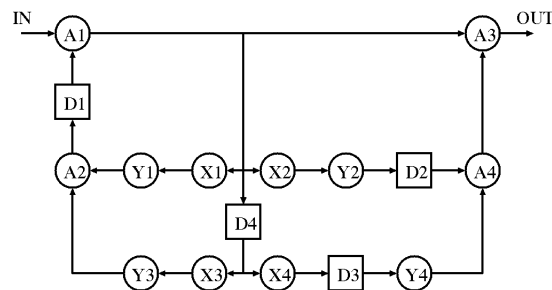 IN OUT
A1 A3
D1
A2 Y1 X1 X2 Y2 D2 A4
D4
Y3 X3 X4 D3 Y4